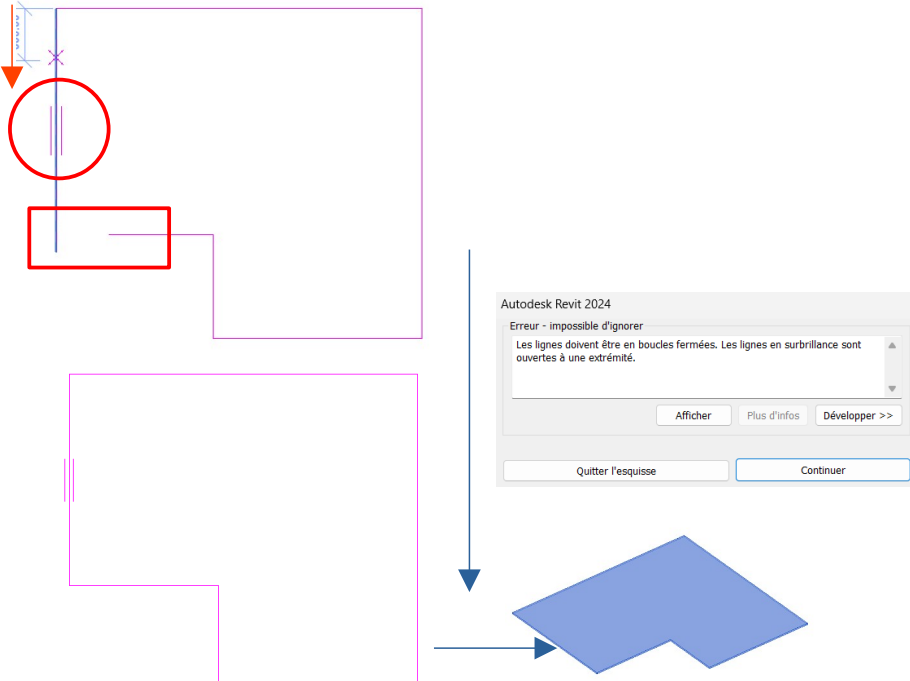 Autodesk Revit 2024
Erreur - impossible d'ignorer
Les lignes doivent être en boucles fermées. Les lignes en surbrillance sont
ouvertes à une extrémité.
Afficher
Plus d'infos
Développer >>
Quitter l'esquisse
Continuer